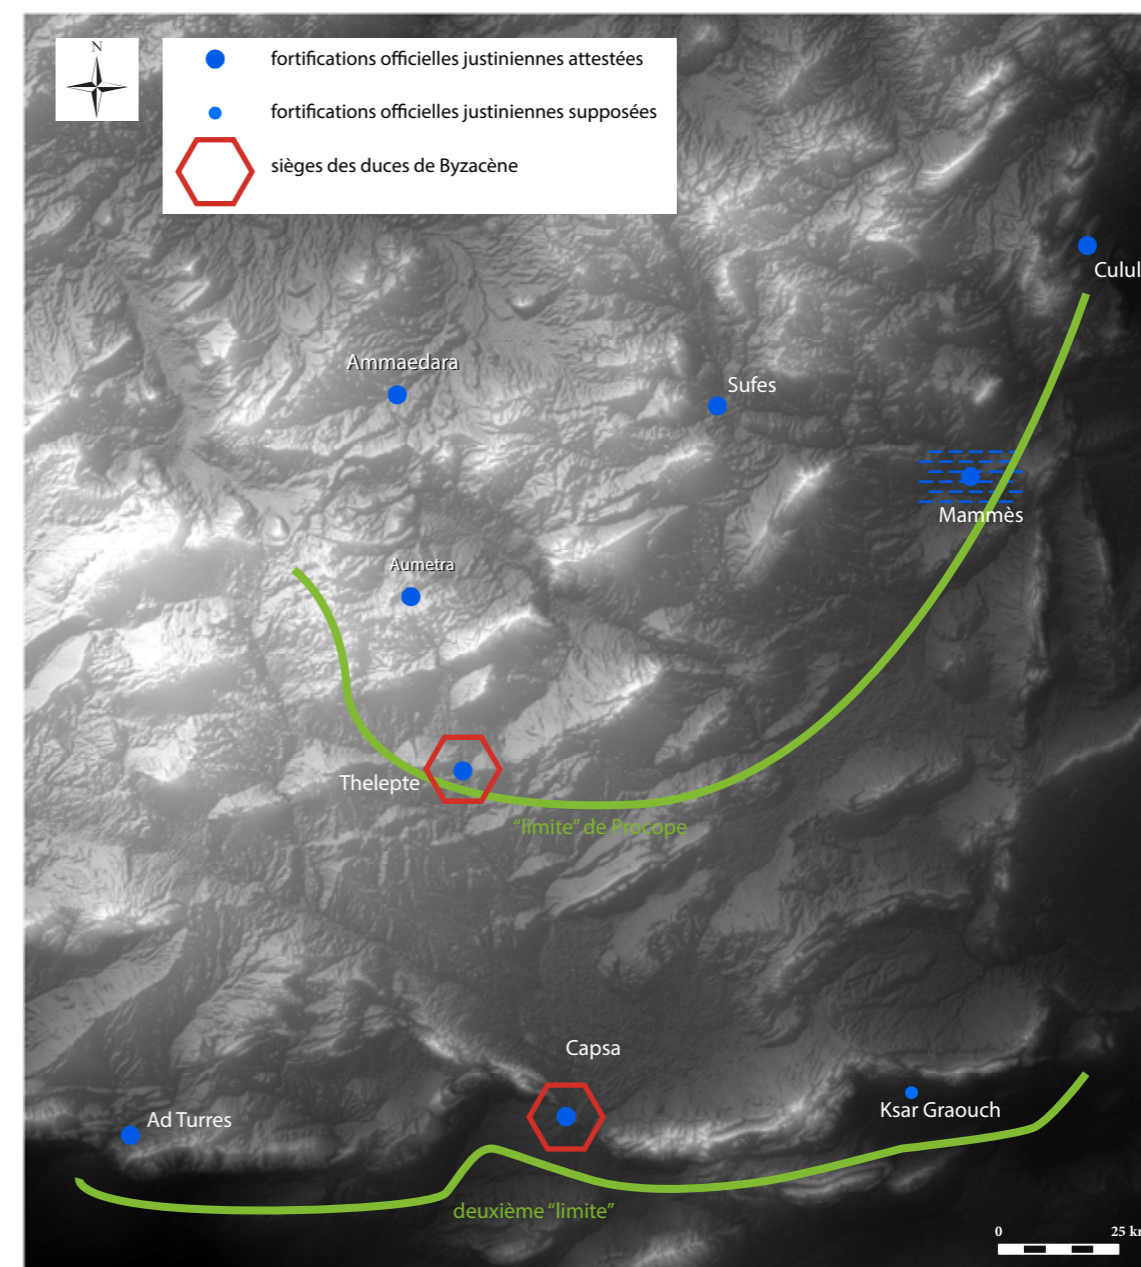 N
fortifications officielles justiniennes attestées
fortifications officielles justiniennes supposées
sièges des duces de Byzacène
Culul
Ammaedara
Sufes
Mammès
Aumetra
Thelepte
"limite" de Procope
Capsa
Ksar Graouch
Ad Turres
deuxième "limite"
0 25 km